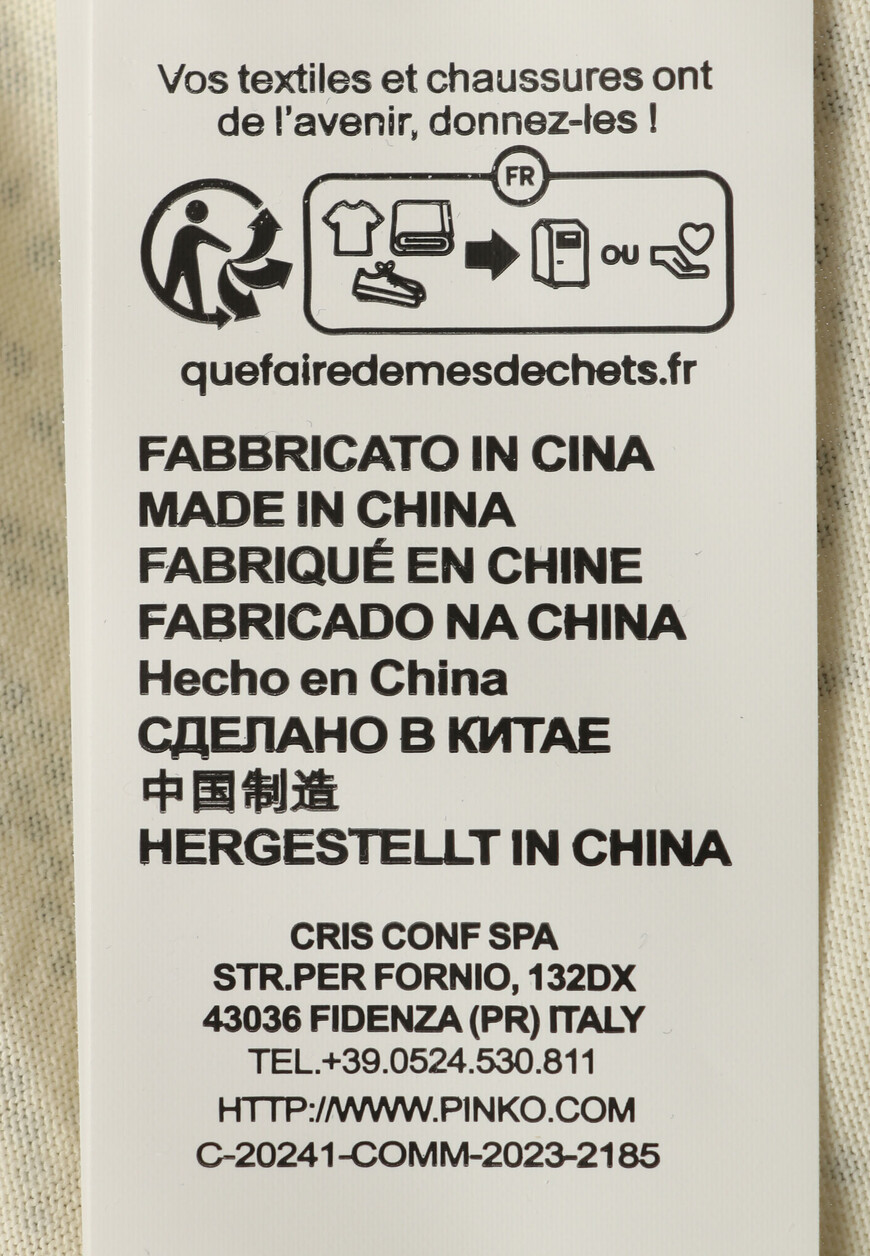 Vos textiles et chaussures ont
de l'avenir, donnez-les !
FR
OU
quefairedemesdechets.fr
FABBRICATO IN CINA
MADE IN CHINA
FABRIQUÉ EN CHINE
FABRICADO NA CHINA
Hecho en China
СДЕЛАНО В КИТАЕ
中国制造
HERGESTELLT IN CHINA
CRIS CONF SPA
STR.PER FORNIO, 132DX
43036 FIDENZA (PR) ITALY
TEL.+39.0524.530.811
HTTP://WWW.PINKO.COM
C-20241-COMM-2023-2185